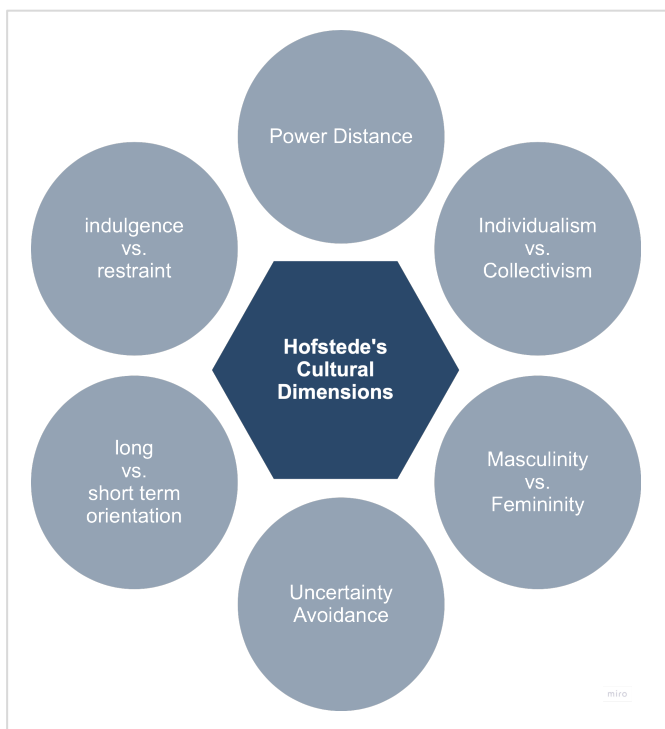 Power Distance
indulgence
vs.
restraint
Individualism
vs.
Collectivism
Hofstede's
Cultural
Dimensions
long
vs.
short term
orientation
Masculinity
vs.
Femininity
Uncertainty
Avoidance
miro